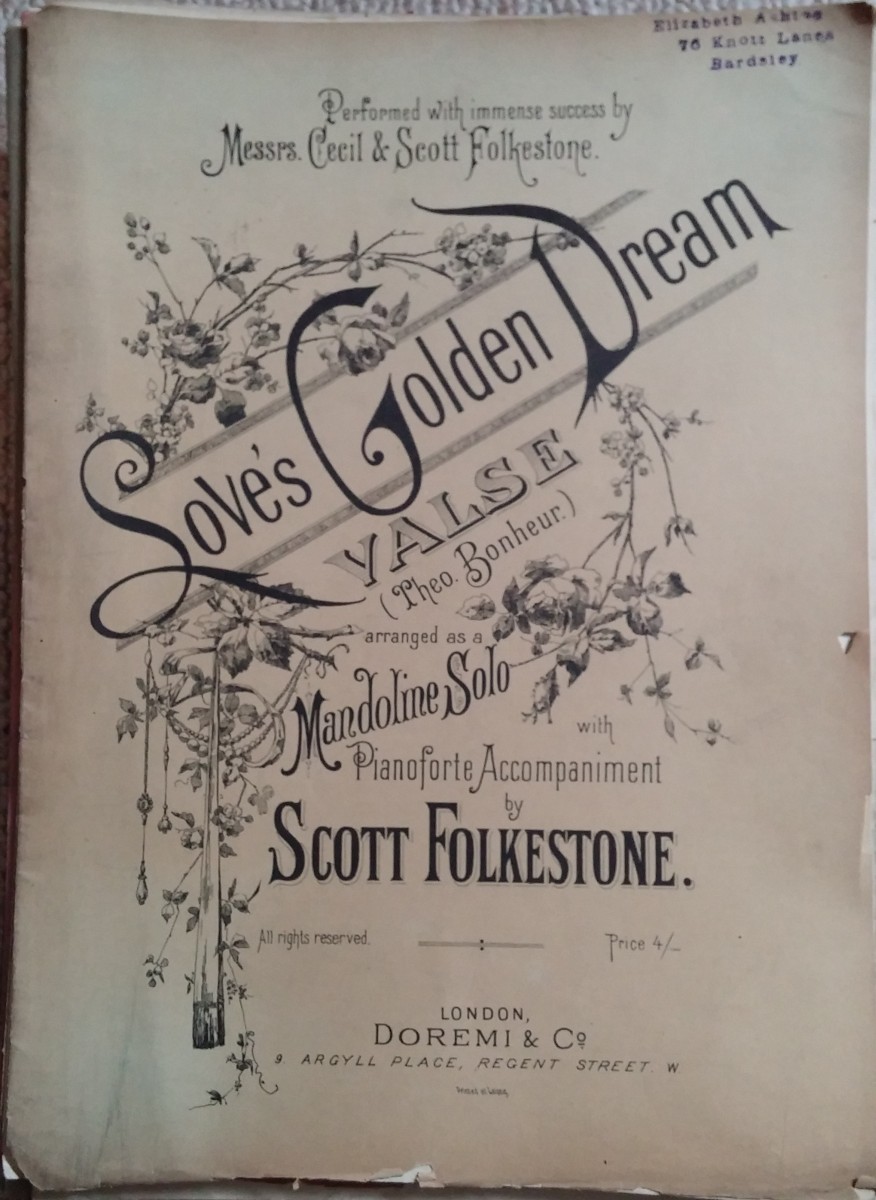 Elizabeth
76 Knott Lanes
Bardsley
Performed with immense success by
Messrs. Cecil & Scott Folkestone.
Love's Golden Dream
VALSE
(Theo. Bonheur.)
arranged as a
Mandoline Solo
with
Pianoforte Accompaniment
by
SCOTT FOLKESTONE.
All rights reserved.
Price 4/-
LONDON,
DOREMI & Co
9 ARGYLL PLACE, REGENT STREET. W